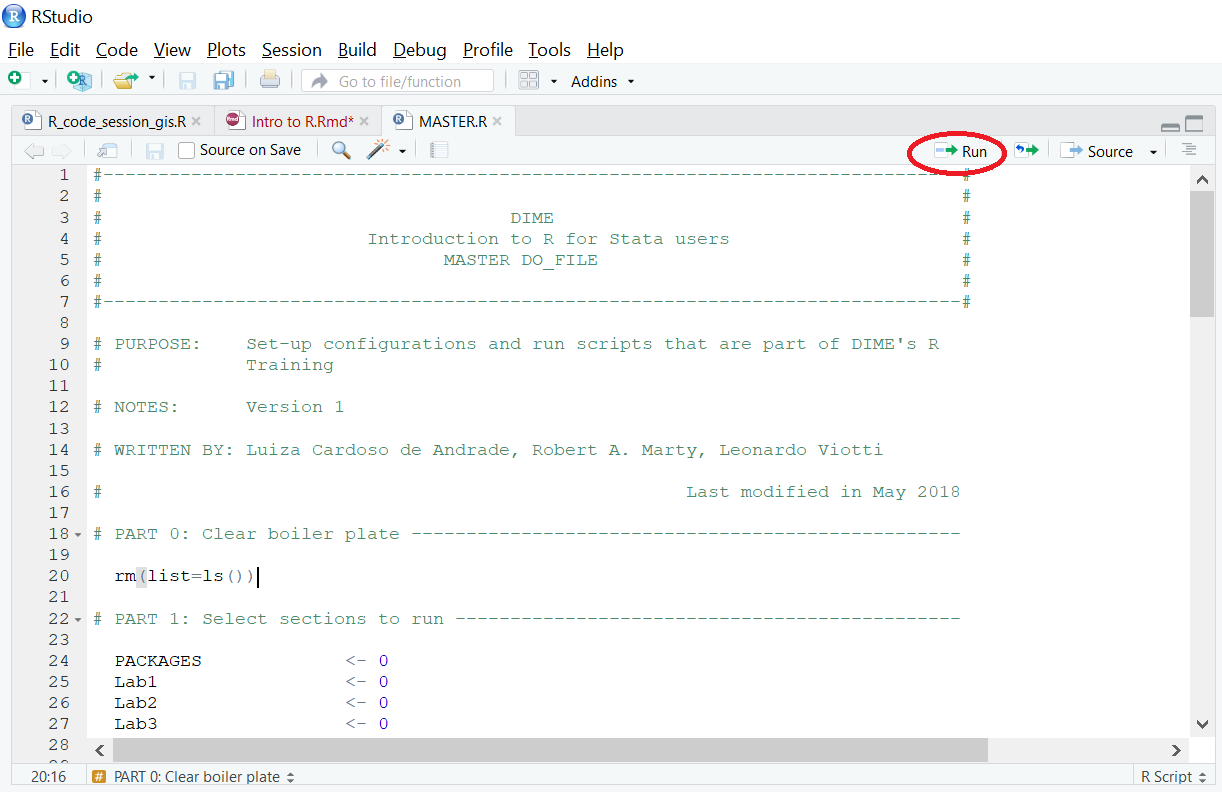 RStudio
File Edit Code View Plots Session Build Debug Profile Tools Help
Go to file/function Addins
R_code_session_gis.R Intro to R.Rmd* MASTER.R
Source on Save Run Source
1 #------------------------------------------------------------------------------#
2 # #
3 # DIME #
4 # Introduction to R for Stata users #
5 # MASTER DO_FILE #
6 # #
7 #------------------------------------------------------------------------------#
8
9 # PURPOSE: Set-up configurations and run scripts that are part of DIME's R
10 # Training
11
12 # NOTES: Version 1
13
14 # WRITTEN BY: Luiza Cardoso de Andrade, Robert A. Marty, Leonardo Viotti
15
16 # Last modified in May 2018
17
18 # PART 0: Clear boiler plate --------------------------------------------------
19
20 rm(list=ls())
21
22 # PART 1: Select sections to run ----------------------------------------------
23
24 PACKAGES <- 0
25 Lab1 <- 0
26 Lab2 <- 0
27 Lab3 <- 0
28
20:16 # PART 0: Clear boiler plate R Script